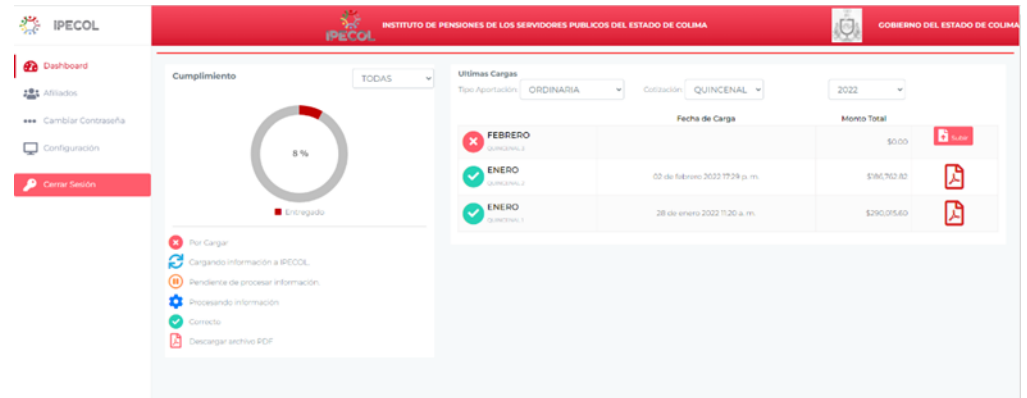 IPECOL
IPECOL
INSTITUTO DE PENSIONES DE LOS SERVIDORES PUBLICOS DEL ESTADO DE COLIMA
GOBIERNO DEL ESTADO DE COLIMA
Dashboard
Afiliados
Cambiar Contraseña
Configuración
Cerrar Sesión
Cumplimiento
TODAS
8 %
Entregado
Por Cargar
Cargando información a IPECOL
Pendiente de procesar información.
Procesando información
Correcto
Descargar archivo PDF
Ultimas Cargas
Tipo Aportación ORDINARIA Cotización QUINCENAL 2022
Fecha de Carga Monto Total
FEBRERO
QUINCENAL 2
$0.00 Subir
ENERO
QUINCENAL 2
02 de febrero 2022 17:29 p. m.
ENERO
QUINCENAL 1
28 de enero 2022 11:20 a. m. $290,015.60